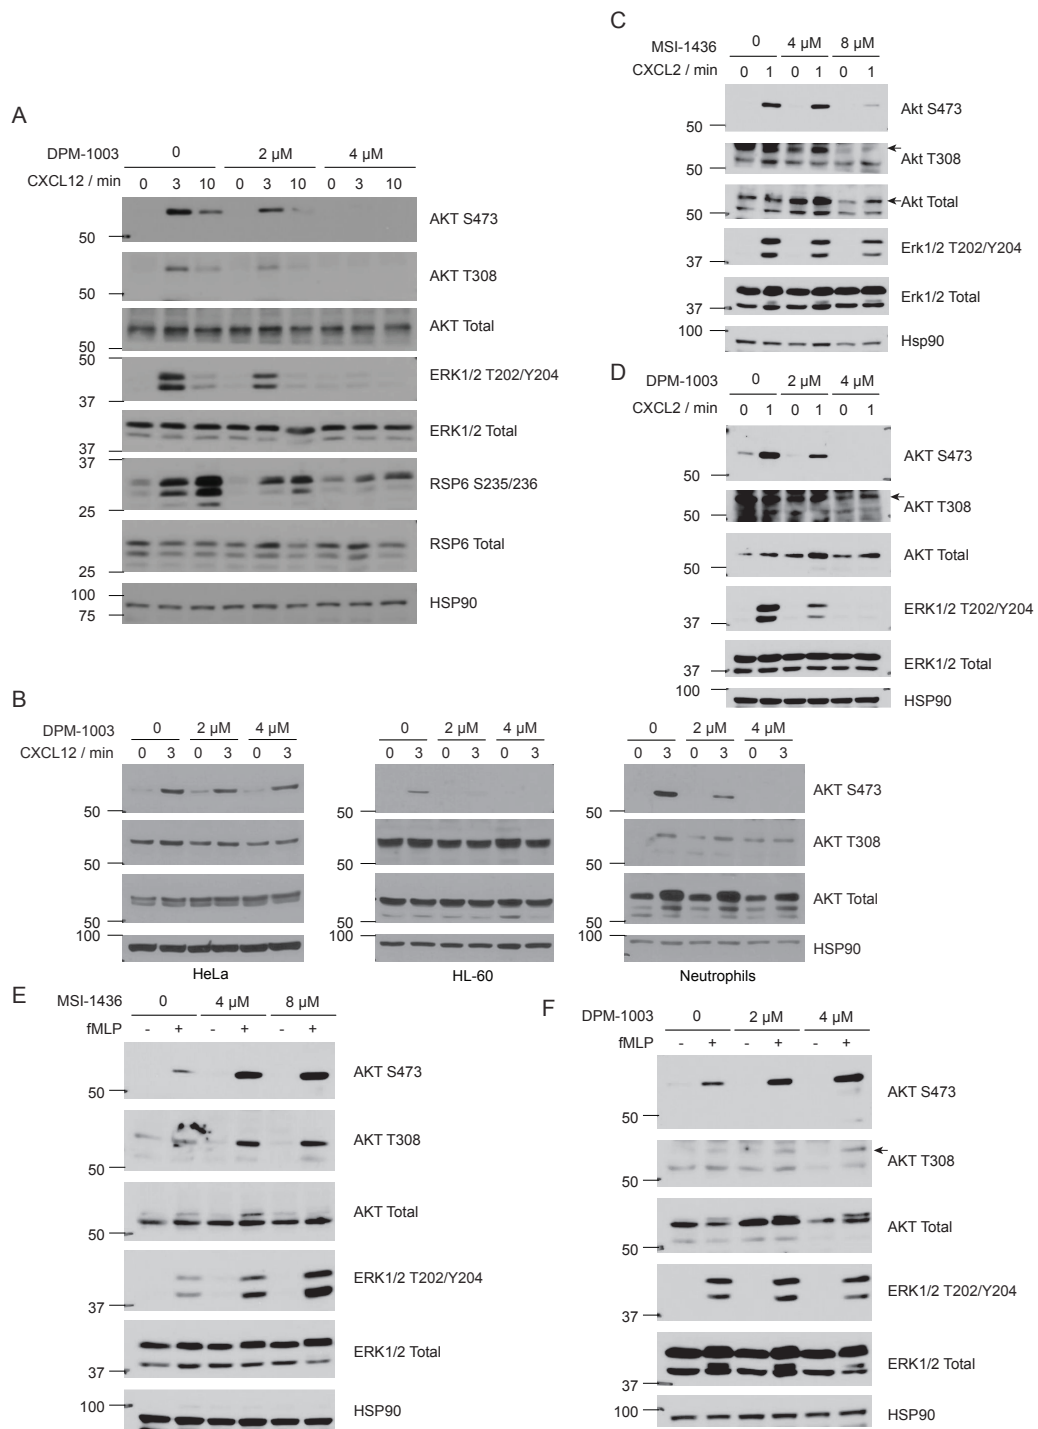 A
DPM-1003 0 2 µM 4 µM
CXCL12 / min 0 3 10 0 3 10 0 3 10
AKT S473
50
AKT T308
50
AKT Total
50
50
ERK1/2 T202/Y204
37
ERK1/2 Total
37
37
RSP6 S235/236
25
RSP6 Total
25
100
HSP90
75
C
MSI-1436 0 4 µM 8 µM
CXCL2 / min 0 1 0 1 0 1
Akt S473
50
Akt T308
50
Akt Total
50
Erk1/2 T202/Y204
37
Erk1/2 Total
37
100
Hsp90
D
DPM-1003 0 2 µM 4 µM
CXCL2 / min 0 1 0 1 0 1
AKT S473
50
AKT T308
50
AKT Total
50
ERK1/2 T202/Y204
37
ERK1/2 Total
37
100
HSP90
B
DPM-1003 0 2 µM 4 µM 0 2 µM 4 µM 0 2 µM 4 µM
CXCL12 / min 0 3 0 3 0 3 0 3 0 3 0 3 0 3 0 3 0 3
AKT S473
50 50 50
AKT T308
50 50 50
AKT Total
50 50 50
100 100 100
HSP90
HeLa HL-60 Neutrophils
E
MSI-1436 0 4 µM 8 µM
fMLP - + - + - +
AKT S473
50
AKT T308
50
AKT Total
50
ERK1/2 T202/Y204
37
ERK1/2 Total
37
100
HSP90
F
DPM-1003 0 2 µM 4 µM
fMLP - + - + - +
AKT S473
50
AKT T308
50
AKT Total
50
ERK1/2 T202/Y204
37
ERK1/2 Total
37
100
HSP90